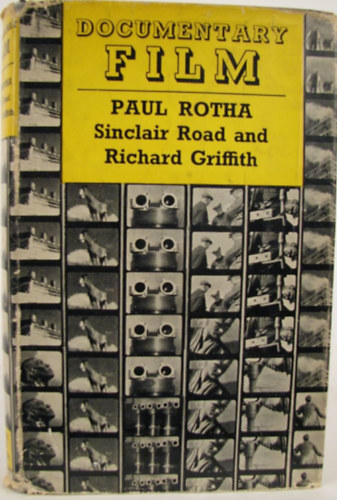 DOCUMENTARY
FILM
PAUL ROTHA
Sinclair Road and
Richard Griffith